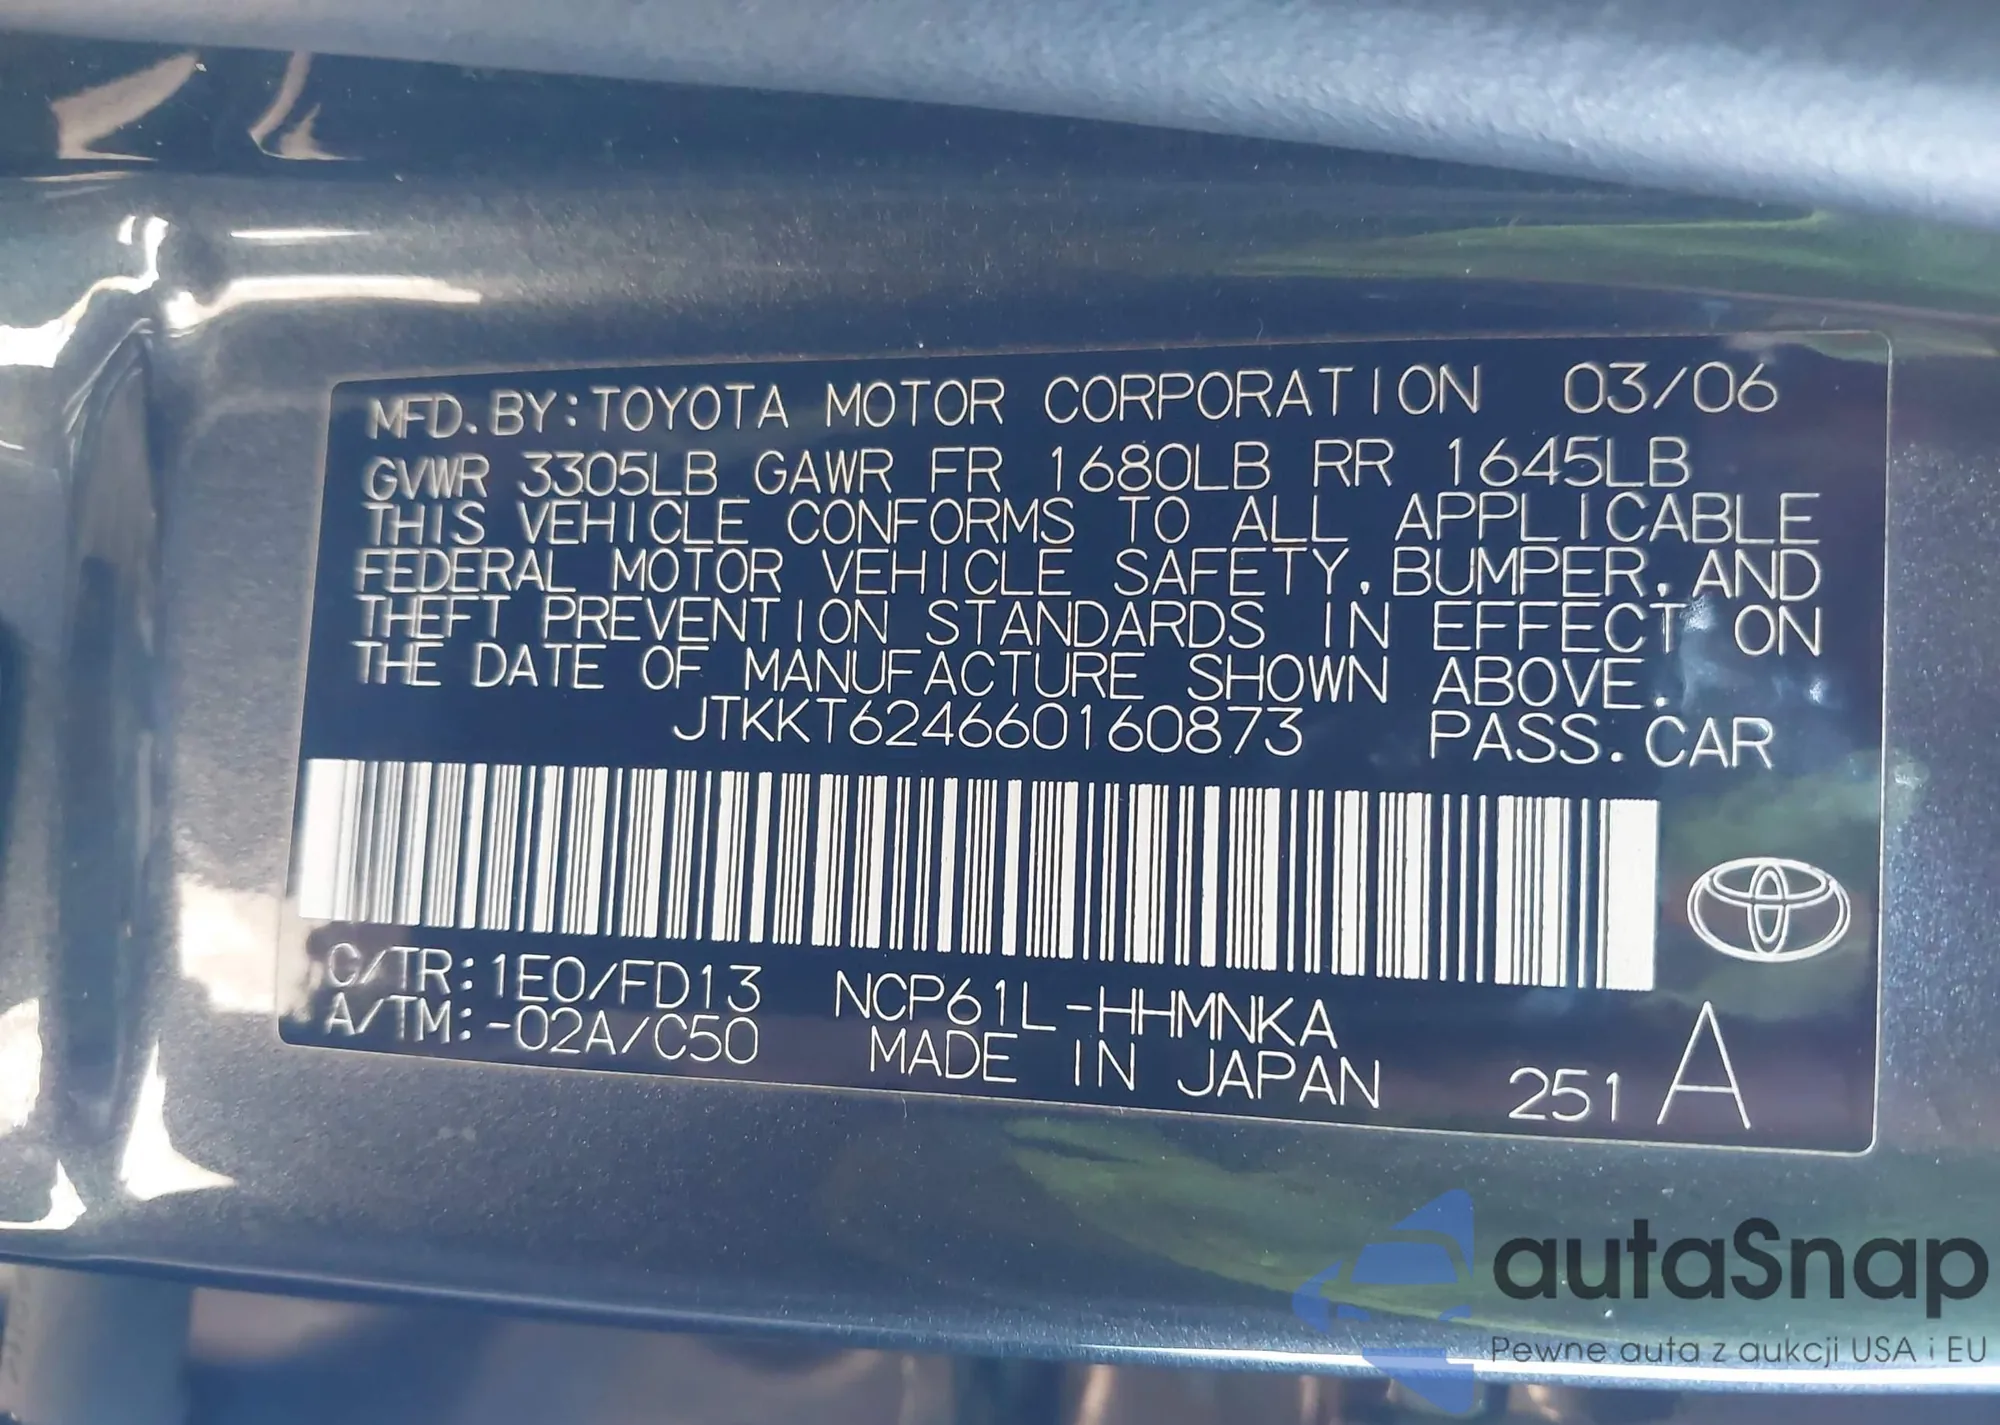 MFD. BY: TOYOTA MOTOR CORPORATION 03/06
GVWR 3305LB GAWR FR 1680LB RR 1645LB
THIS VEHICLE CONFORMS TO ALL APPLICABLE
FEDERAL MOTOR VEHICLE SAFETY, BUMPER, AND
THEFT PREVENTION STANDARDS IN EFFECT ON
THE DATE OF MANUFACTURE SHOWN ABOVE.
JTKKT624660160873 PASS. CAR
C/TR: 1E0/FD13 NCP61L-HHMNKA
A/TM: -02A/C50 MADE IN JAPAN 251 A
autaSnap
Pewne auta z aukcji USA i EU